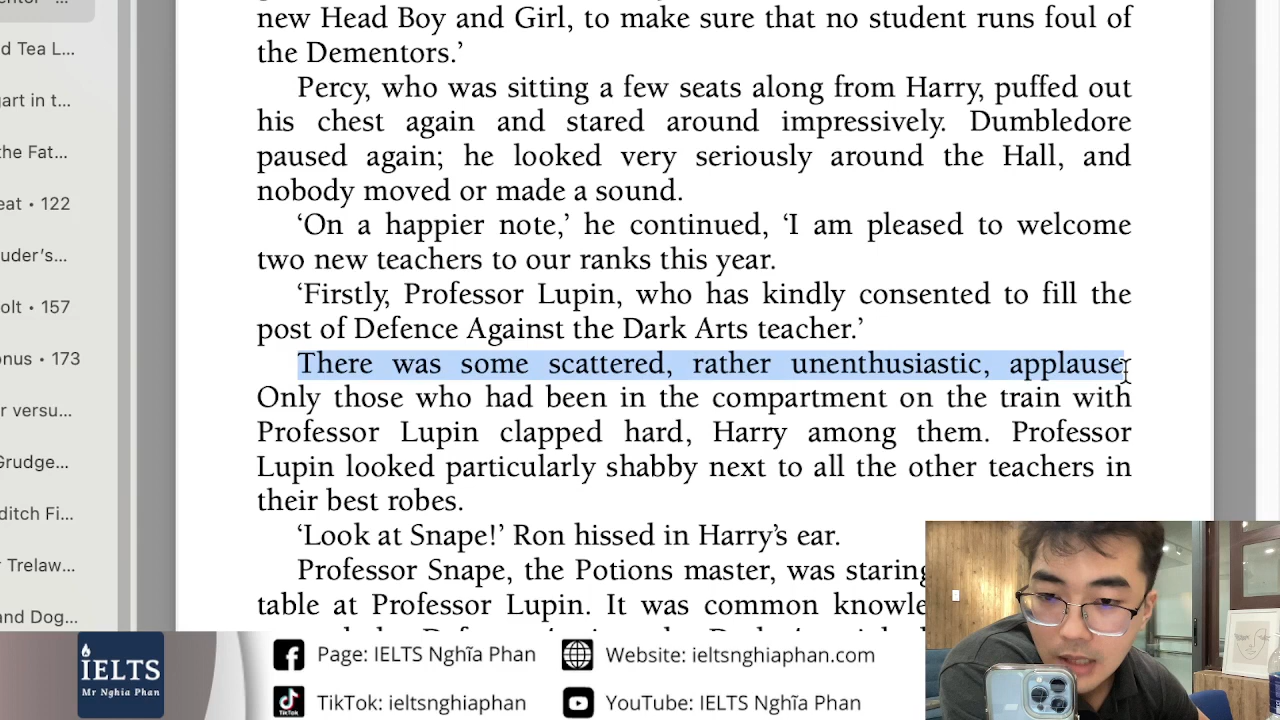 new Head Boy and Girl, to make sure that no student runs foul of
the Dementors.’
Percy, who was sitting a few seats along from Harry, puffed out
his chest again and stared around impressively. Dumbledore
paused again; he looked very seriously around the Hall, and
nobody moved or made a sound.
‘On a happier note,’ he continued, ‘I am pleased to welcome
two new teachers to our ranks this year.
‘Firstly, Professor Lupin, who has kindly consented to fill the
post of Defence Against the Dark Arts teacher.’
There was some scattered, rather unenthusiastic, applause.
Only those who had been in the compartment on the train with
Professor Lupin clapped hard, Harry among them. Professor
Lupin looked particularly shabby next to all the other teachers in
their best robes.
‘Look at Snape!’ Ron hissed in Harry’s ear.
Professor Snape, the Potions master, was staring
table at Professor Lupin. It was common
d Tea L...
art in t...
the Fat...
eat • 122
uder’s...
olt • 157
onus • 173
r versu...
Grudge...
ditch Fi...
r Trelaw...
and Dog...
IELTS
Mr Nghia Phan
Page: IELTS Nghĩa Phan
Website: ieltsnghiaphan.com
TikTok
TikTok: ieltsnghiaphan
YouTube: IELTS Nghĩa Phan